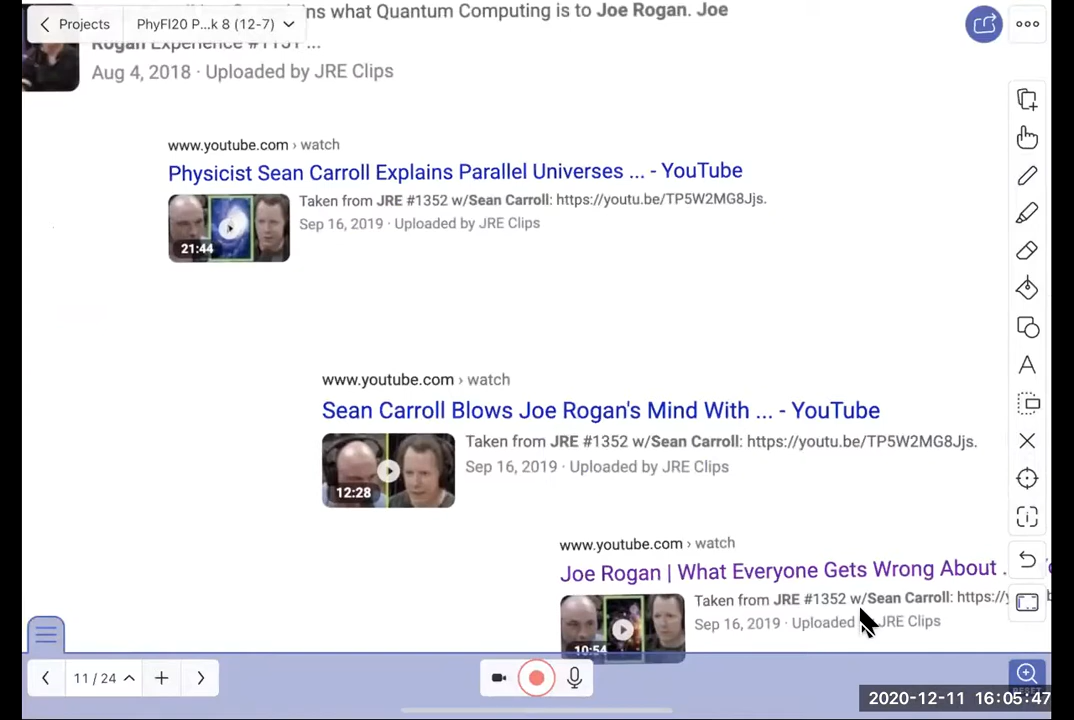 what Quantum Computing is to Joe Rogan. Joe
Projects
PhyFI20 P...k 8 (12-7)
Rogan Experience
Aug 4, 2018 · Uploaded by JRE Clips
www.youtube.com › watch
Physicist Sean Carroll Explains Parallel Universes ... - YouTube
Taken from JRE #1352 w/Sean Carroll: https://youtu.be/TP5W2MG8Jjs.
21:44
Sep 16, 2019 · Uploaded by JRE Clips
www.youtube.com › watch
Sean Carroll Blows Joe Rogan's Mind With ... - YouTube
Taken from JRE #1352 w/Sean Carroll: https://youtu.be/TP5W2MG8Jjs.
12:28
Sep 16, 2019 · Uploaded by JRE Clips
www.youtube.com › watch
Joe Rogan | What Everyone Gets Wrong About
Taken from JRE #1352 w/Sean Carroll: https://y
10:54
Sep 16, 2019 · Uploaded JRE Clips
11 / 24
RESET
2020-12-11 16:05:47